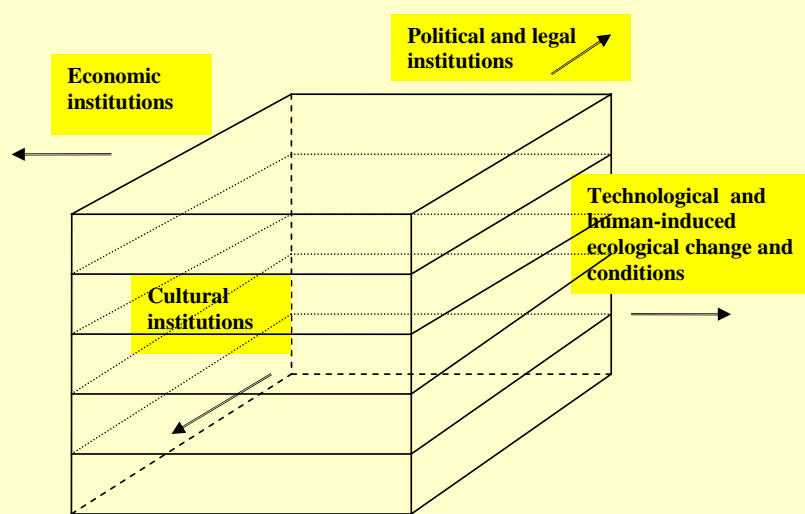 Political and legal
institutions
Economic
institutions
Technological and
human-induced
ecological change and
conditions
Cultural
institutions